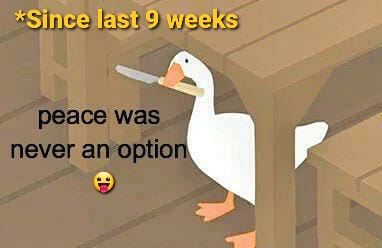 *Since last 9 weeks
peace was
never an option
😛